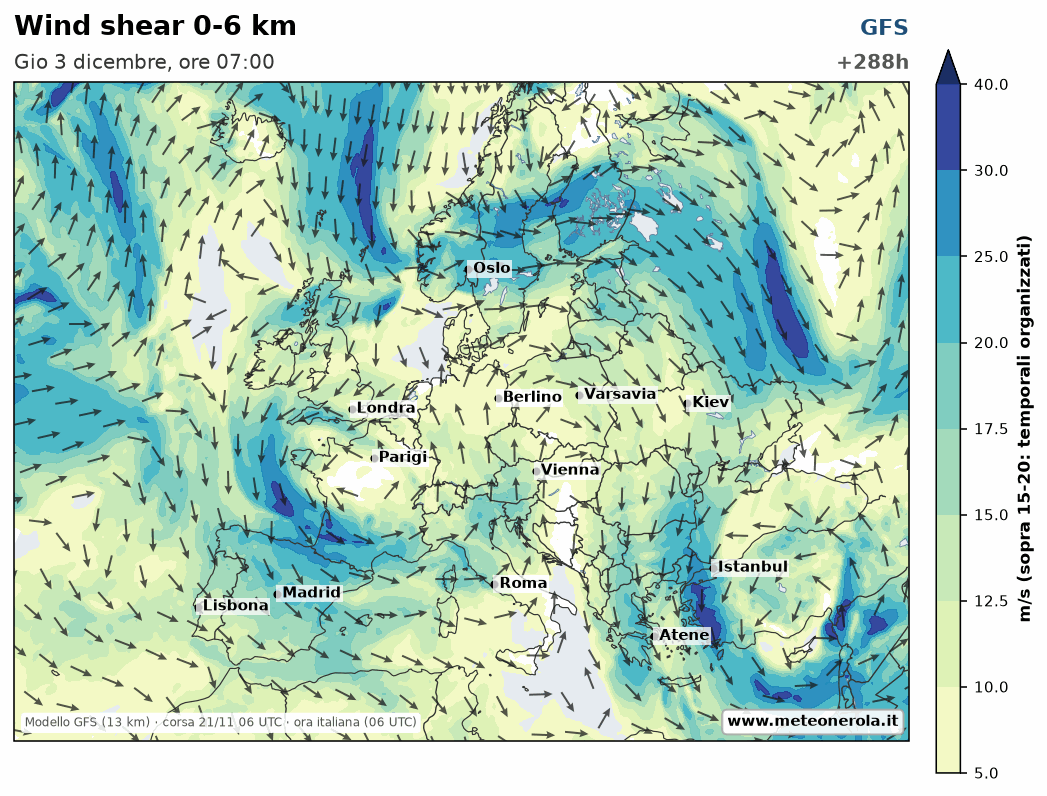 Wind shear 0-6 km
GFS
Gio 3 dicembre, ore 07:00
+288h
40.0
30.0
25.0
20.0
17.5
15.0
12.5
10.0
5.0
m/s (sopra 15-20: temporali organizzati)
Oslo
Berlino
Varsavia
Kiev
Londra
Parigi
Vienna
Istanbul
Roma
Madrid
Lisbona
Atene
Modello GFS (13 km) · corsa 21/11 06 UTC · ora italiana (06 UTC)
www.meteonerola.it